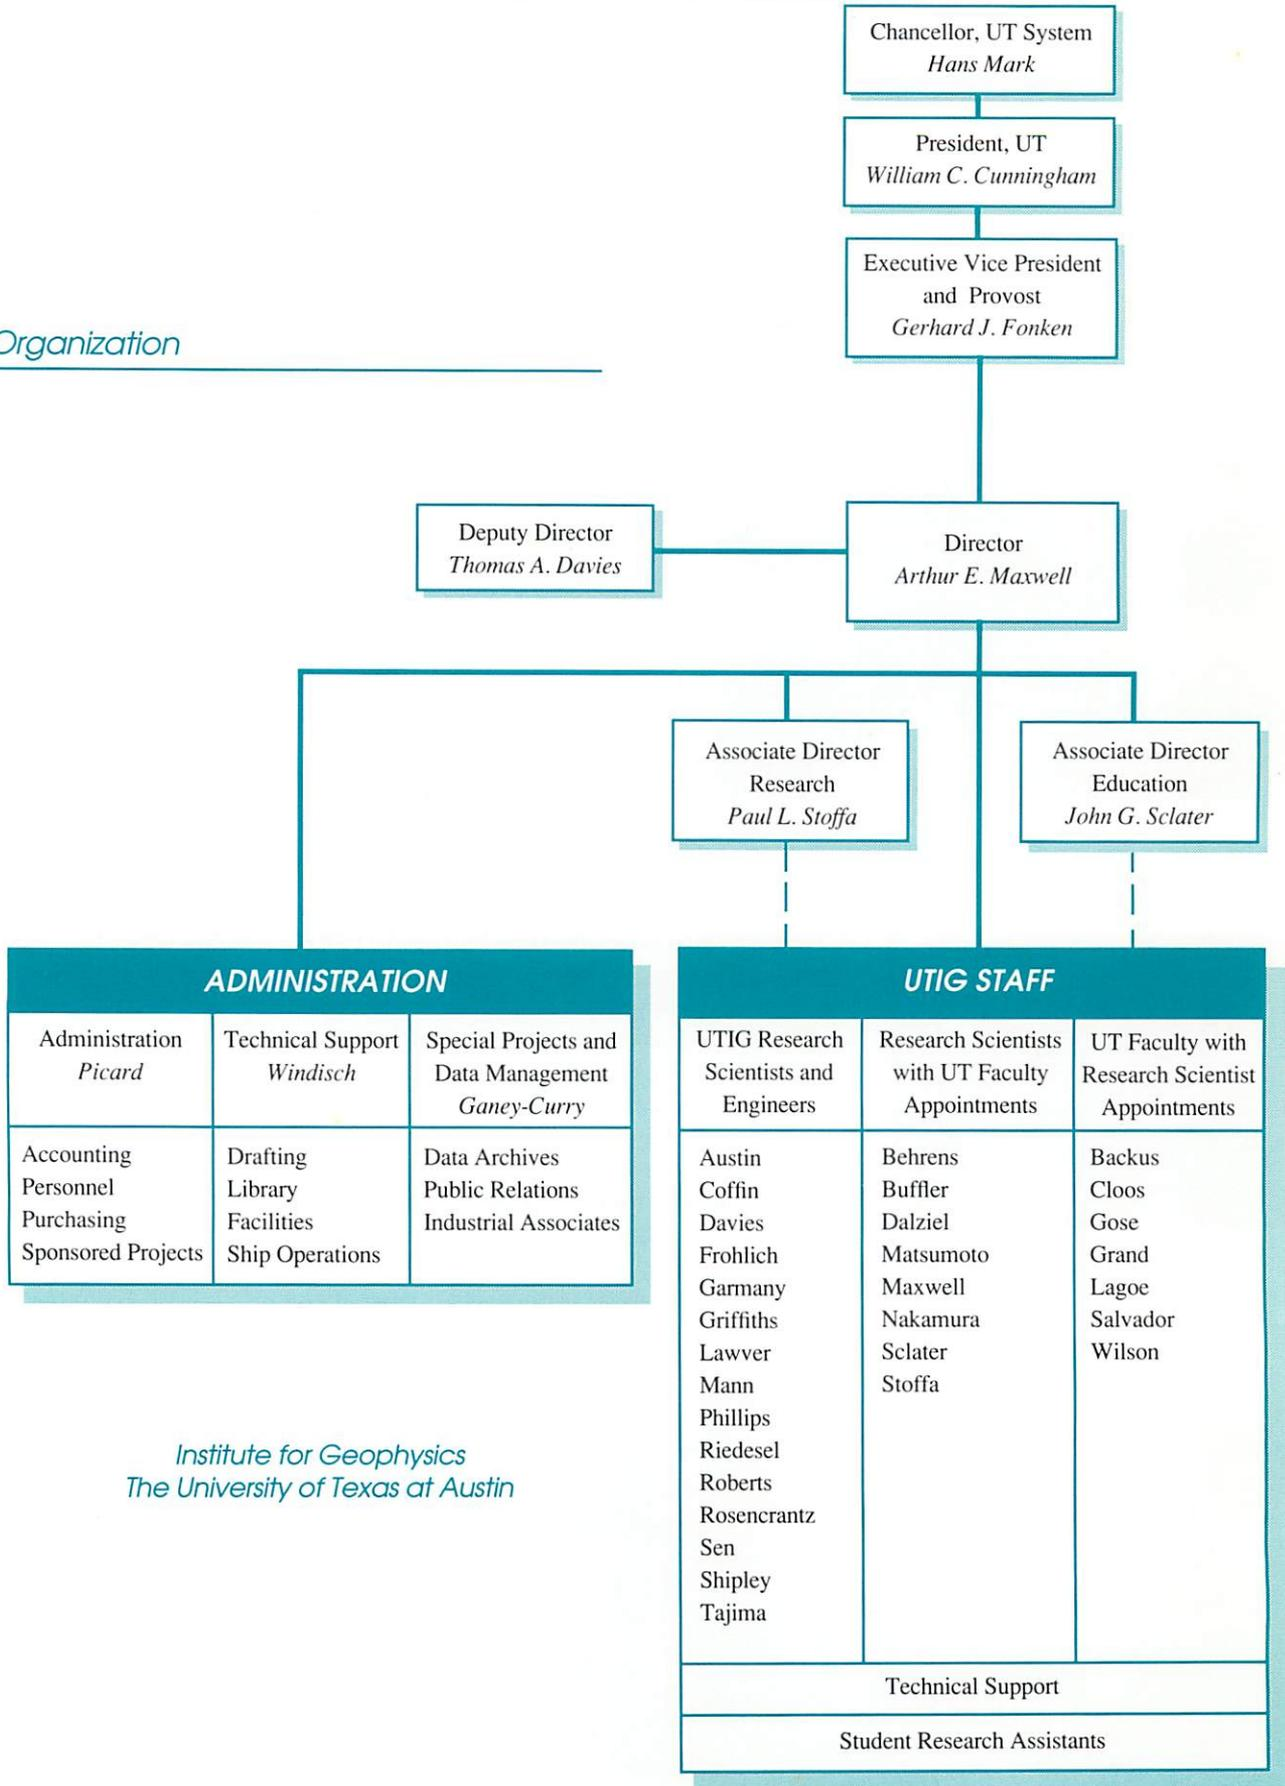 Chancellor, UT System
Hans Mark
President, UT
William C. Cunningham
Executive Vice President
and Provost
Gerhard J. Fonken
Organization
Deputy Director
Thomas A. Davies
Director
Arthur E. Maxwell
Associate Director
Research
Paul L. Stoffa
Associate Director
Education
John G. Sclater
ADMINISTRATION
Administration
Picard
Accounting
Personnel
Purchasing
Sponsored Projects
Technical Support
Windisch
Drafting
Library
Facilities
Ship Operations
Special Projects and
Data Management
Ganey-Curry
Data Archives
Public Relations
Industrial Associates
UTIG STAFF
UTIG Research
Scientists and
Engineers
Austin
Coffin
Davies
Frohlich
Garmany
Griffiths
Lawver
Mann
Phillips
Riedesel
Roberts
Rosencrantz
Sen
Shipley
Tajima
Research Scientists
with UT Faculty
Appointments
Behrens
Buffler
Dalziel
Matsumoto
Maxwell
Nakamura
Sclater
Stoffa
UT Faculty with
Research Scientist
Appointments
Backus
Cloos
Gose
Grand
Lagoe
Salvador
Wilson
Technical Support
Student Research Assistants
Institute for Geophysics
The University of Texas at Austin